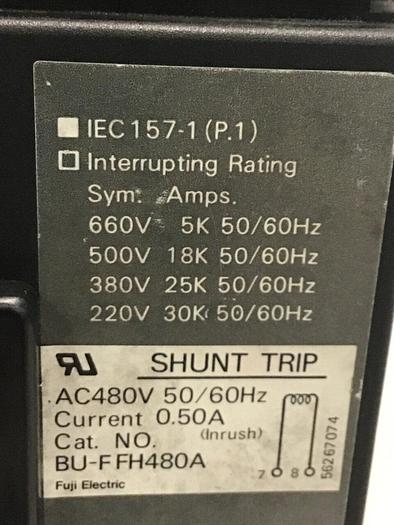 IEC 157-1 (P.1)
Interrupting Rating
Sym. Amps.
660V 5K 50/60Hz
500V 18K 50/60Hz
380V 25K 50/60Hz
220V 30K 50/60Hz
RU SHUNT TRIP
AC480V 50/60Hz
Current 0.50A
(Inrush)
Cat. NO.
BU-FFH480A
Fuji Electric
7 8
56267074